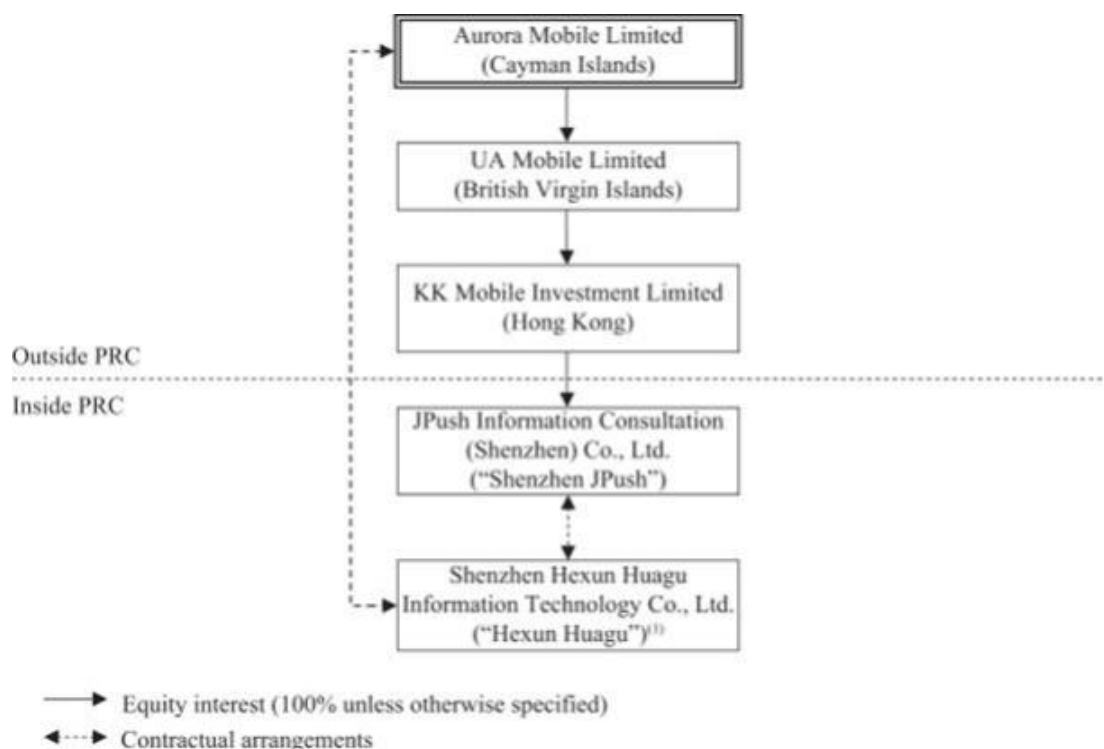 Aurora Mobile Limited
(Cayman Islands)
UA Mobile Limited
(British Virgin Islands)
KK Mobile Investment Limited
(Hong Kong)
Outside PRC
Inside PRC
JPush Information Consultation
(Shenzhen) Co., Ltd.
(“Shenzhen JPush”)
Shenzhen Hexun Huagu
Information Technology Co., Ltd.
(“Hexun Huagu”)(1)
Equity interest (100% unless otherwise specified)
Contractual arrangements